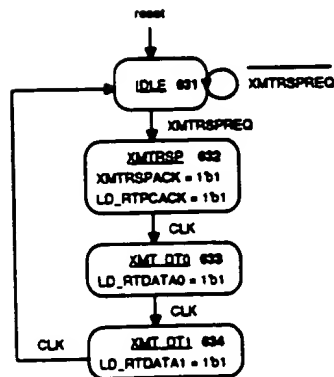 reset
IDLE 631
XMTRSPREQ
XMTRSPREQ
XMTRSP 632
XMTRSPACK = 1'b1
LD_RTPCACK = 1'b1
CLK
XMT_DT0 633
LD_RTDATA0 = 1'b1
CLK
CLK
XMT_DT1 634
LD_RTDATA1 = 1'b1